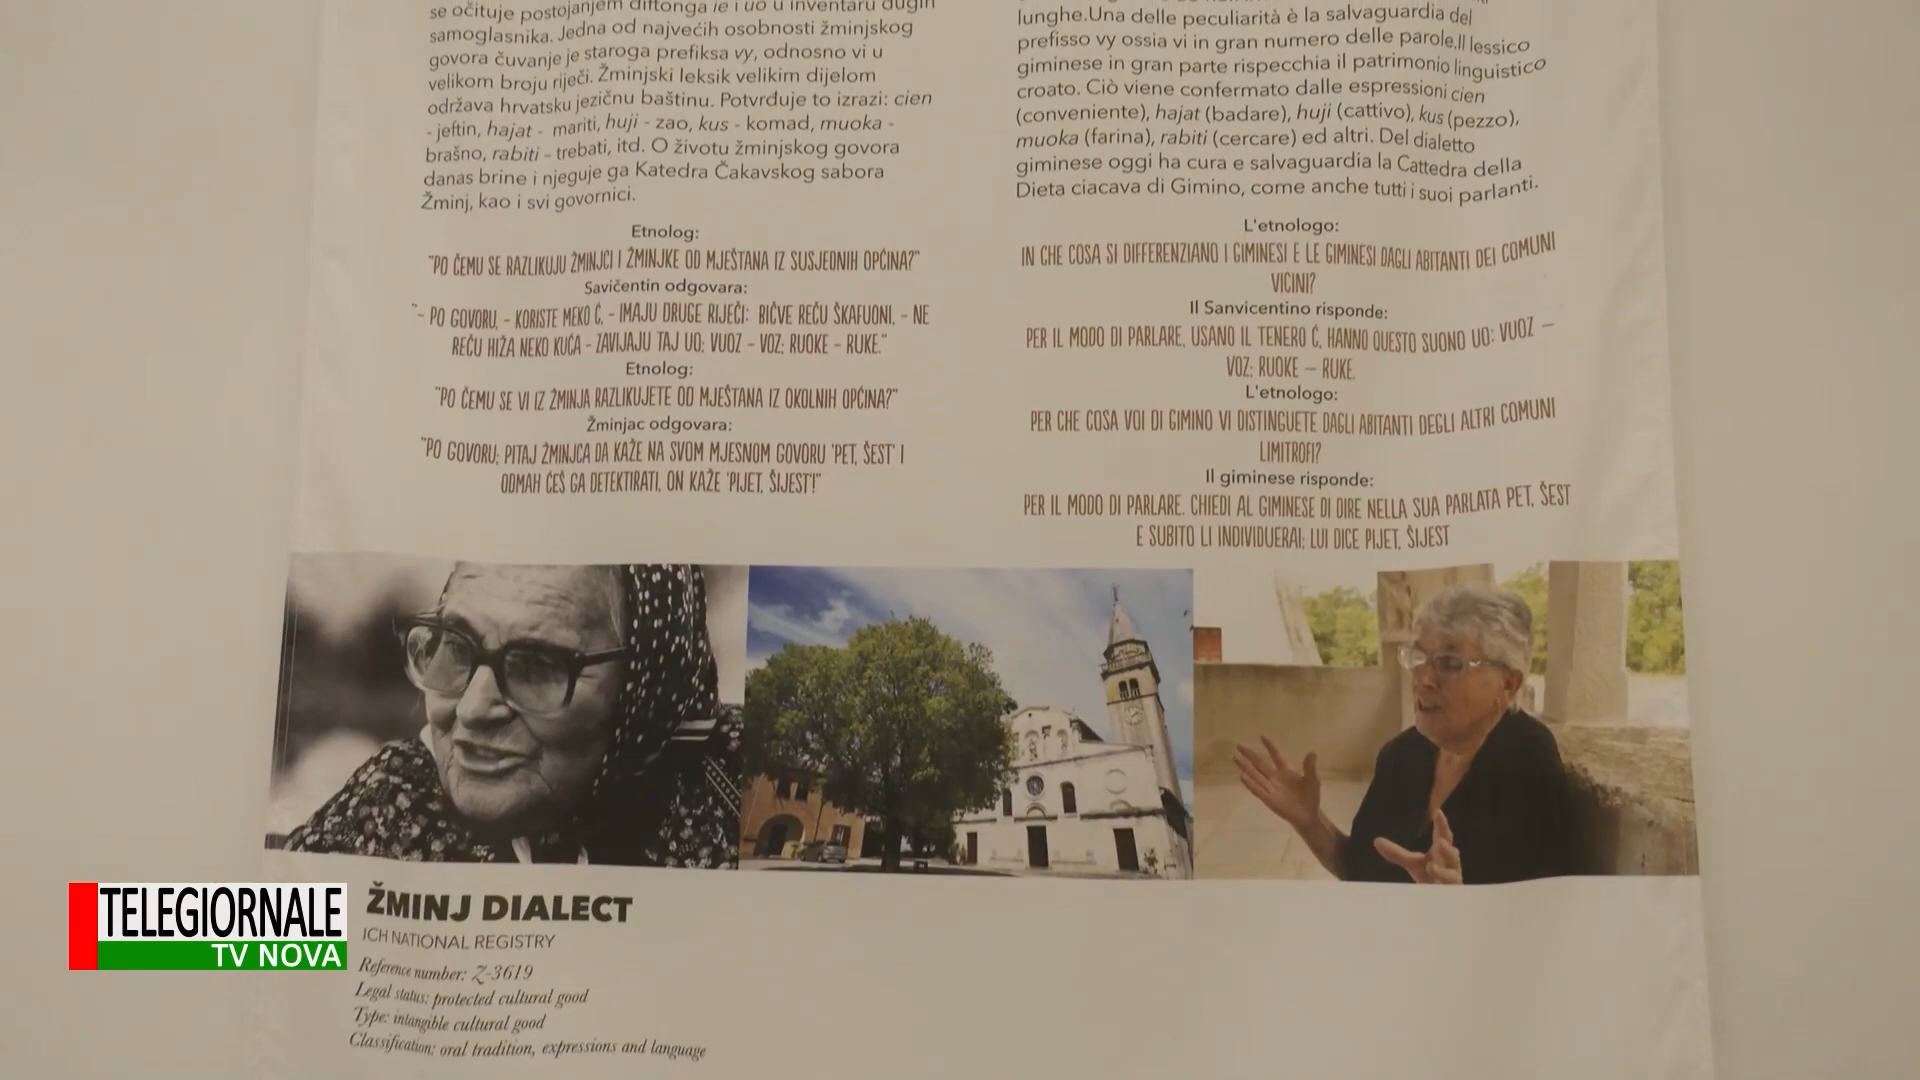 se očituje postojanjem diftonga ie i uo u inventaru dugih
samoglasnika. Jedna od najvećih osobnosti žminjskog
govora čuvanje je staroga prefiksa vy, odnosno vi u
velikom broju riječi. Žminjski leksik velikim dijelom
održava hrvatsku jezičnu baštinu. Potvrđuje to izrazi: cien
- jeftin, hajat - mariti, huji - zao, kus - komad, muoka -
brašno, rabiti - trebati, itd. O životu žminjskog govora
danas brine i njeguje ga Katedra Čakavskog sabora
Žminj, kao i svi govornici.
Etnolog:
"PO ČEMU SE RAZLIKUJU ŽMINJCI I ŽMINJKE OD MJEŠTANA IZ SUSJEDNIH OPĆINA?"
Savičentin odgovara:
"- PO GOVORU, - KORISTE MEKO Ć, - IMAJU DRUGE RIJEČI: BIČVE REČU ŠKAFUONI, - NE
REČU HIŽA NEKO KUĆA - ZAVIJAJU TAJ UO: VUOZ - VOZ; RUOKE - RUKE."
Etnolog:
"PO ČEMU SE VI IZ ŽMINJA RAZLIKUJETE OD MJEŠTANA IZ OKOLNIH OPĆINA?"
Žminjac odgovara:
"PO GOVORU; PITAJ ŽMINJCA DA KAŽE NA SVOM MJESNOM GOVORU 'PET, ŠEST' I
ODMAH ĆEŠ GA DETEKTIRATI, ON KAŽE 'PIJET, ŠIJEST'!"
lunghe.Una delle peculiarità è la salvaguardia del
prefisso vy ossia vi in gran numero delle parole.Il lessico
giminese in gran parte rispecchia il patrimonio linguistico
croato. Ciò viene confermato dalle espressioni cien
(conveniente), hajat (badare), huji (cattivo), kus (pezzo),
muoka (farina), rabiti (cercare) ed altri. Del dialetto
giminese oggi ha cura e salvaguardia la Cattedra della
Dieta ciacava di Gimino, come anche tutti i suoi parlanti.
L'etnologo:
IN CHE COSA SI DIFFERENZIANO I GIMINESI E LE GIMINESI DAGLI ABITANTI DEI COMUNI
VICINI?
Il Sanvicentino risponde:
PER IL MODO DI PARLARE, USANO IL TENERO Ć, HANNO QUESTO SUONO UO: VUOZ –
VOZ; RUOKE – RUKE.
L'etnologo:
PER CHE COSA VOI DI GIMINO VI DISTINGUETE DAGLI ABITANTI DEGLI ALTRI COMUNI
LIMITROFI?
Il giminese risponde:
PER IL MODO DI PARLARE. CHIEDI AL GIMINESE DI DIRE NELLA SUA PARLATA PET, ŠEST
E SUBITO LI INDIVIDUERAI; LUI DICE PIJET, ŠIJEST
ŽMINJ DIALECT
ICH NATIONAL REGISTRY
Reference number: Z-3619
Legal status: protected cultural good
Type: intangible cultural good
Classification: oral tradition, expressions and language
TELEGIORNALE
TV NOVA